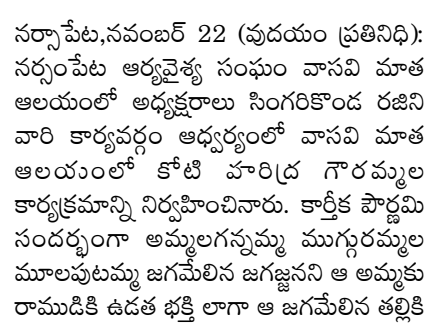 నర్సాపేట,నవంబర్ 22 (వుదయం ప్రతినిధి):
నర్సంపేట ఆర్యవైశ్య సంఘం వాసవి మాత
ఆలయంలో అధ్యక్షరాలు సింగరికొండ రజిని
వారి కార్యవర్గం ఆధ్వర్యంలో వాసవి మాత
ఆలయంలో కోటి హరిద్ర గౌరమ్మల
కార్యక్రమాన్ని నిర్వహించినారు. కార్తీక పౌర్ణమి
సందర్భంగా అమ్మలగన్నమ్మ ముగ్గురమ్మల
మూలపుటమ్మ జగమేలిన జగజ్జనని ఆ అమ్మకు
రాముడికి ఉడత భక్తి లాగా ఆ జగమేలిన తల్లికి